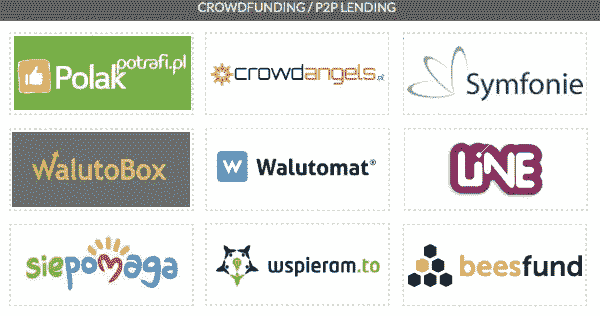 CROWDFUNDING / P2P LENDING
Polakpotrafi.pl
crowdangels.pl
Symfonie
WalutoBox
Walutomat®
LiNE
siepomaga
wspieram.to
beesfund